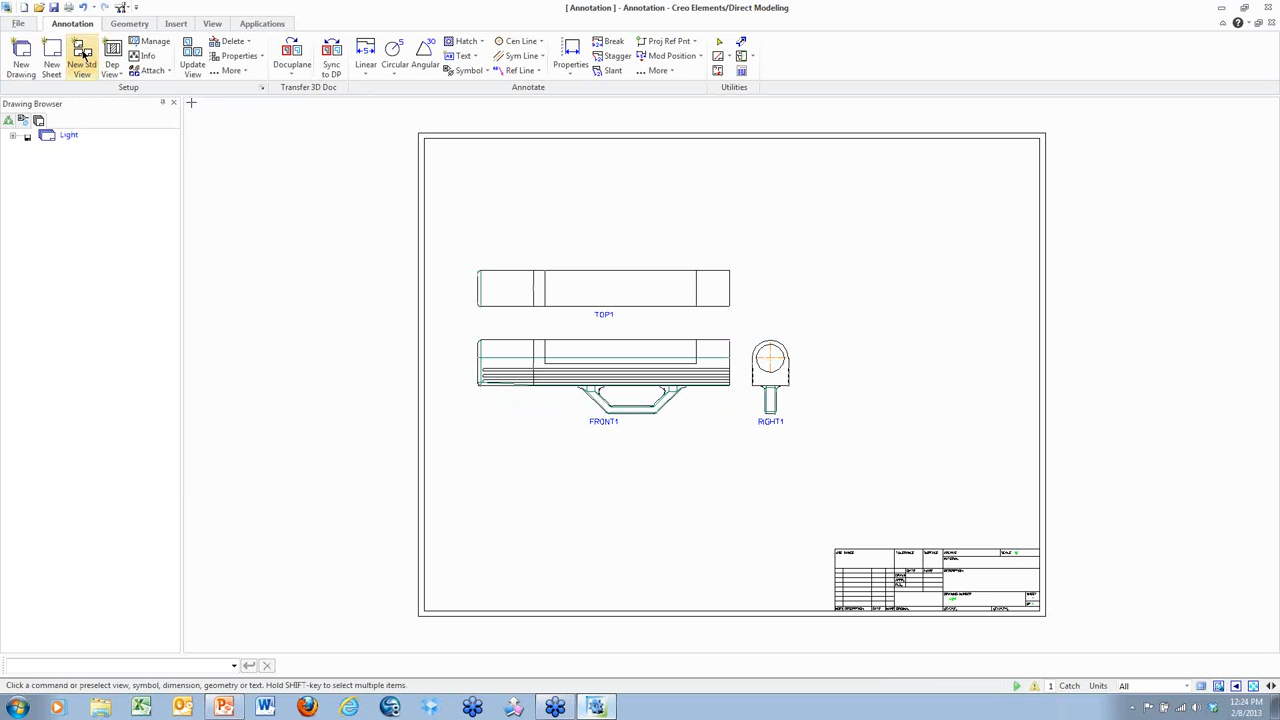 [ Annotation ] - Annotation - Creo Elements/Direct Modeling
File Annotation Geometry Insert View Applications
New Drawing
New Sheet
New Std View
Dep View
Manage
Info
Attach
Update View
Delete
Properties
More
Setup
Docuplane
Sync to DP
Transfer 3D Doc
Linear
Circular
Angular
Hatch
Text
Symbol
Cen Line
Sym Line
Ref Line
Properties
Break
Stagger
Slant
Proj Ref Pnt
Mod Position
More
Annotate
Utilities
Drawing Browser
Light
TOP1
FRONT1
RIGHT1
Click a command or preselect view, symbol, dimension, geometry or text. Hold SHIFT-key to select multiple items.
1 Catch Units All
12:24 PM
2/8/2013